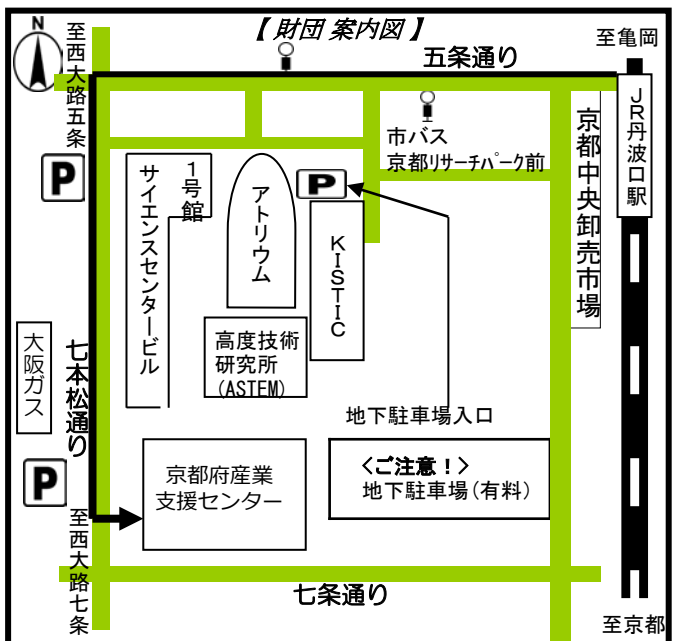 【 財団 案内図 】
N
至西大路五条
五条通り
至亀岡
JR丹波口駅
市バス
京都リサーチパーク前
京都中央卸売市場
P
サイエンスセンタービル
1号館
アトリウム
P
KISTIC
大阪ガス
七本松通り
高度技術
研究所
(ASTEM)
地下駐車場入口
P
京都府産業
支援センター
<ご注意！>
地下駐車場(有料)
至西大路七条
七条通り
至京都